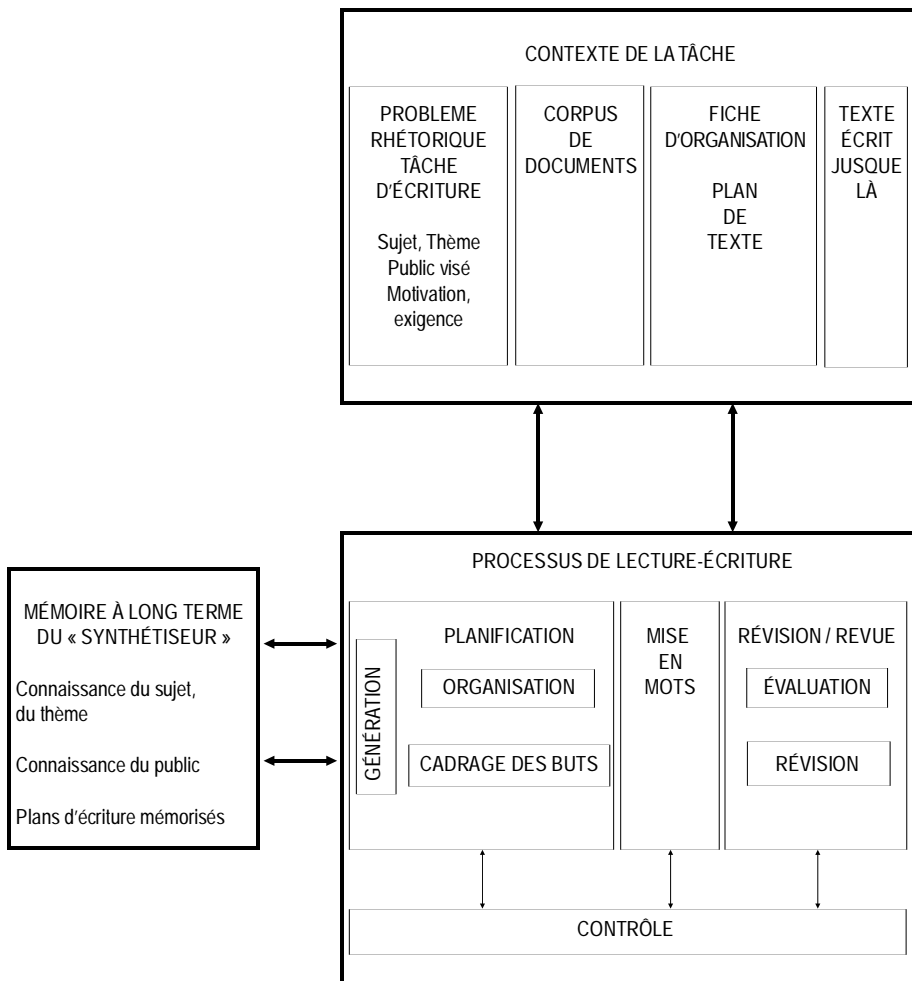 CONTEXTE DE LA TÂCHE
PROBLEME
RHÉTORIQUE
TÂCHE
D'ÉCRITURE
Sujet, Thème
Public visé
Motivation,
exigence
CORPUS
DE
DOCUMENTS
FICHE
D'ORGANISATION
PLAN
DE
TEXTE
TEXTE
ÉCRIT
JUSQUE
LÀ
MÉMOIRE À LONG TERME
DU « SYNTHÉTISEUR »
Connaissance du sujet,
du thème
Connaissance du public
Plans d'écriture mémorisés
PROCESSUS DE LECTURE-ÉCRITURE
GÉNÉRATION
PLANIFICATION
ORGANISATION
CADRAGE DES BUTS
MISE
EN
MOTS
RÉVISION / REVUE
ÉVALUATION
RÉVISION
CONTRÔLE